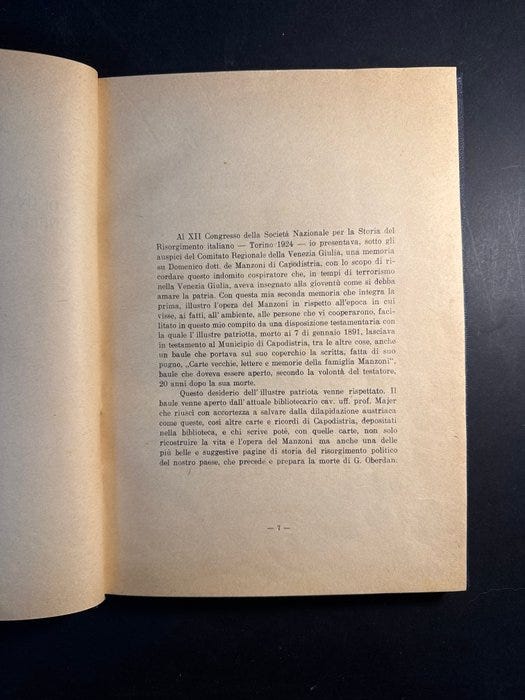 Al XII Congresso della Società Nazionale per la Storia del
Risorgimento italiano — Torino 1924 — io presentava, sotto gli
auspici del Comitato Regionale della Venezia Giulia, una memoria
su Domenico dott. de Manzoni di Capodistria, con lo scopo di ri-
cordare questo indomito cospiratore che, in tempi di terrorismo
nella Venezia Giulia, aveva insegnato alla gioventù come si debba
amare la patria. Con questa mia seconda memoria che integra la
prima, illustro l'opera del Manzoni in rispetto all'epoca in cui
visse, ai fatti, all' ambiente, alle persone che vi cooperarono, faci-
litato in questo mio compito da una disposizione testamentaria con
la quale l' illustre patriotta, morto ai 7 di gennaio 1891, lasciava
in testamento al Municipio di Capodistria, tra le altre cose, anche
un baule che portava sul suo coperchio la scritta, fatta di suo
pugno, „Carte vecchie, lettere e memorie della famiglia Manzoni“,
baule che doveva essere aperto, secondo la volontà del testatore,
20 anni dopo la sua morte.
Questo desiderio dell' illustre patriota venne rispettato. Il
baule venne aperto dall'attuale bibliotecario cav. uff. prof. Majer
che riuscì con accortezza a salvare dalla dilapidazione austriaca
come queste, così altre carte e ricordi di Capodistria, depositati
nella biblioteca, e chi scrive potè, con quelle carte, non solo
ricostruire la vita e l'opera del Manzoni ma anche una delle
più belle e suggestive pagine di storia del risorgimento politico
del nostro paese, che precede e prepara la morte di G. Oberdan.
— 7 —